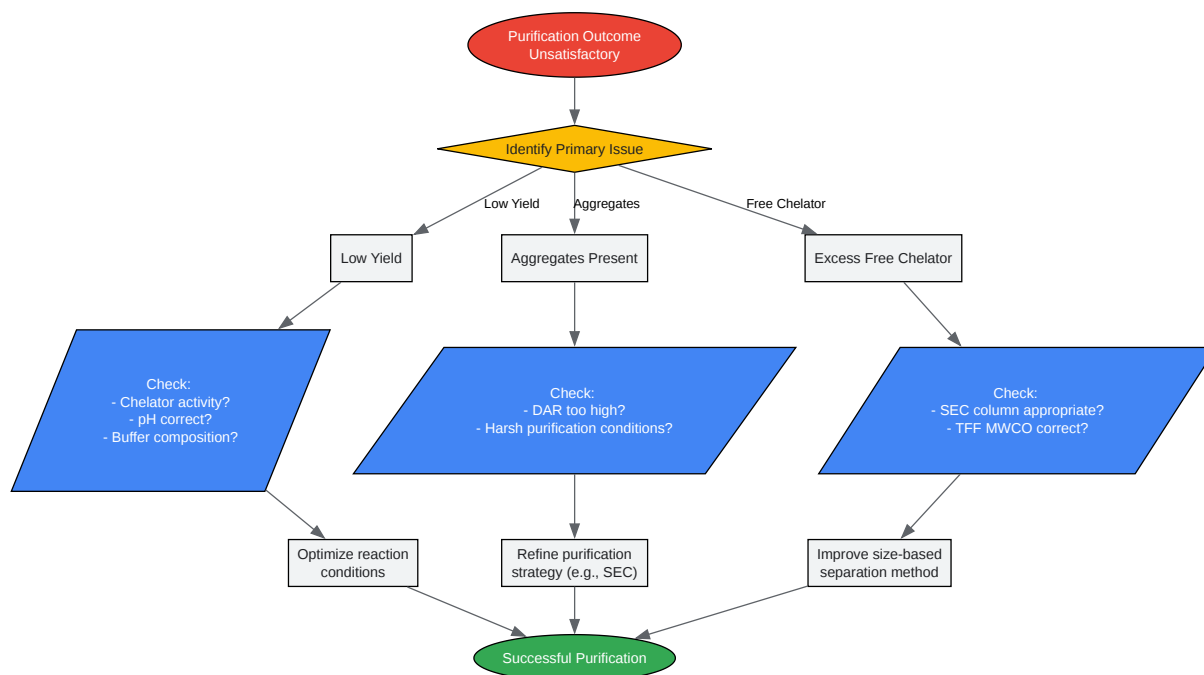 Purification Outcome
Unsatisfactory
Identify Primary Issue
Low Yield
Aggregates
Free Chelator
Low Yield
Aggregates Present
Excess Free Chelator
Check:
- Chelator activity?
- pH correct?
- Buffer composition?
Check:
- DAR too high?
- Harsh purification conditions?
Check:
- SEC column appropriate?
- TFF MWCO correct?
Optimize reaction
conditions
Refine purification
strategy (e.g., SEC)
Improve size-based
separation method
Successful Purification